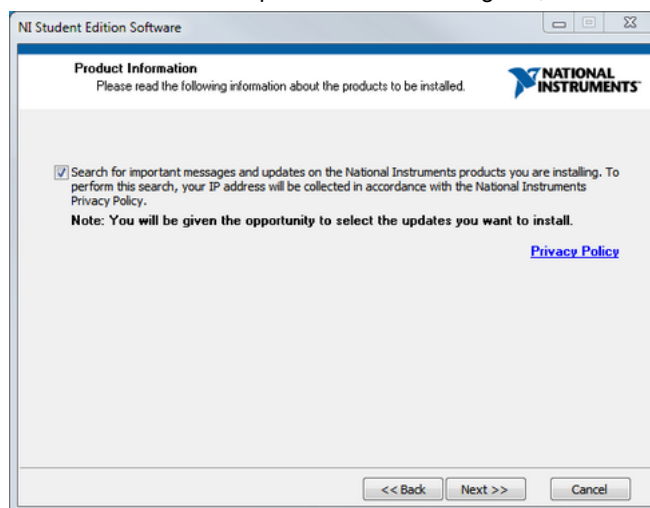 NI Student Edition Software
Product Information
Please read the following information about the products to be installed.
NATIONAL
INSTRUMENTS™
Search for important messages and updates on the National Instruments products you are installing. To
perform this search, your IP address will be collected in accordance with the National Instruments
Privacy Policy.
Note: You will be given the opportunity to select the updates you want to install.
Privacy Policy
<< Back
Next >>
Cancel